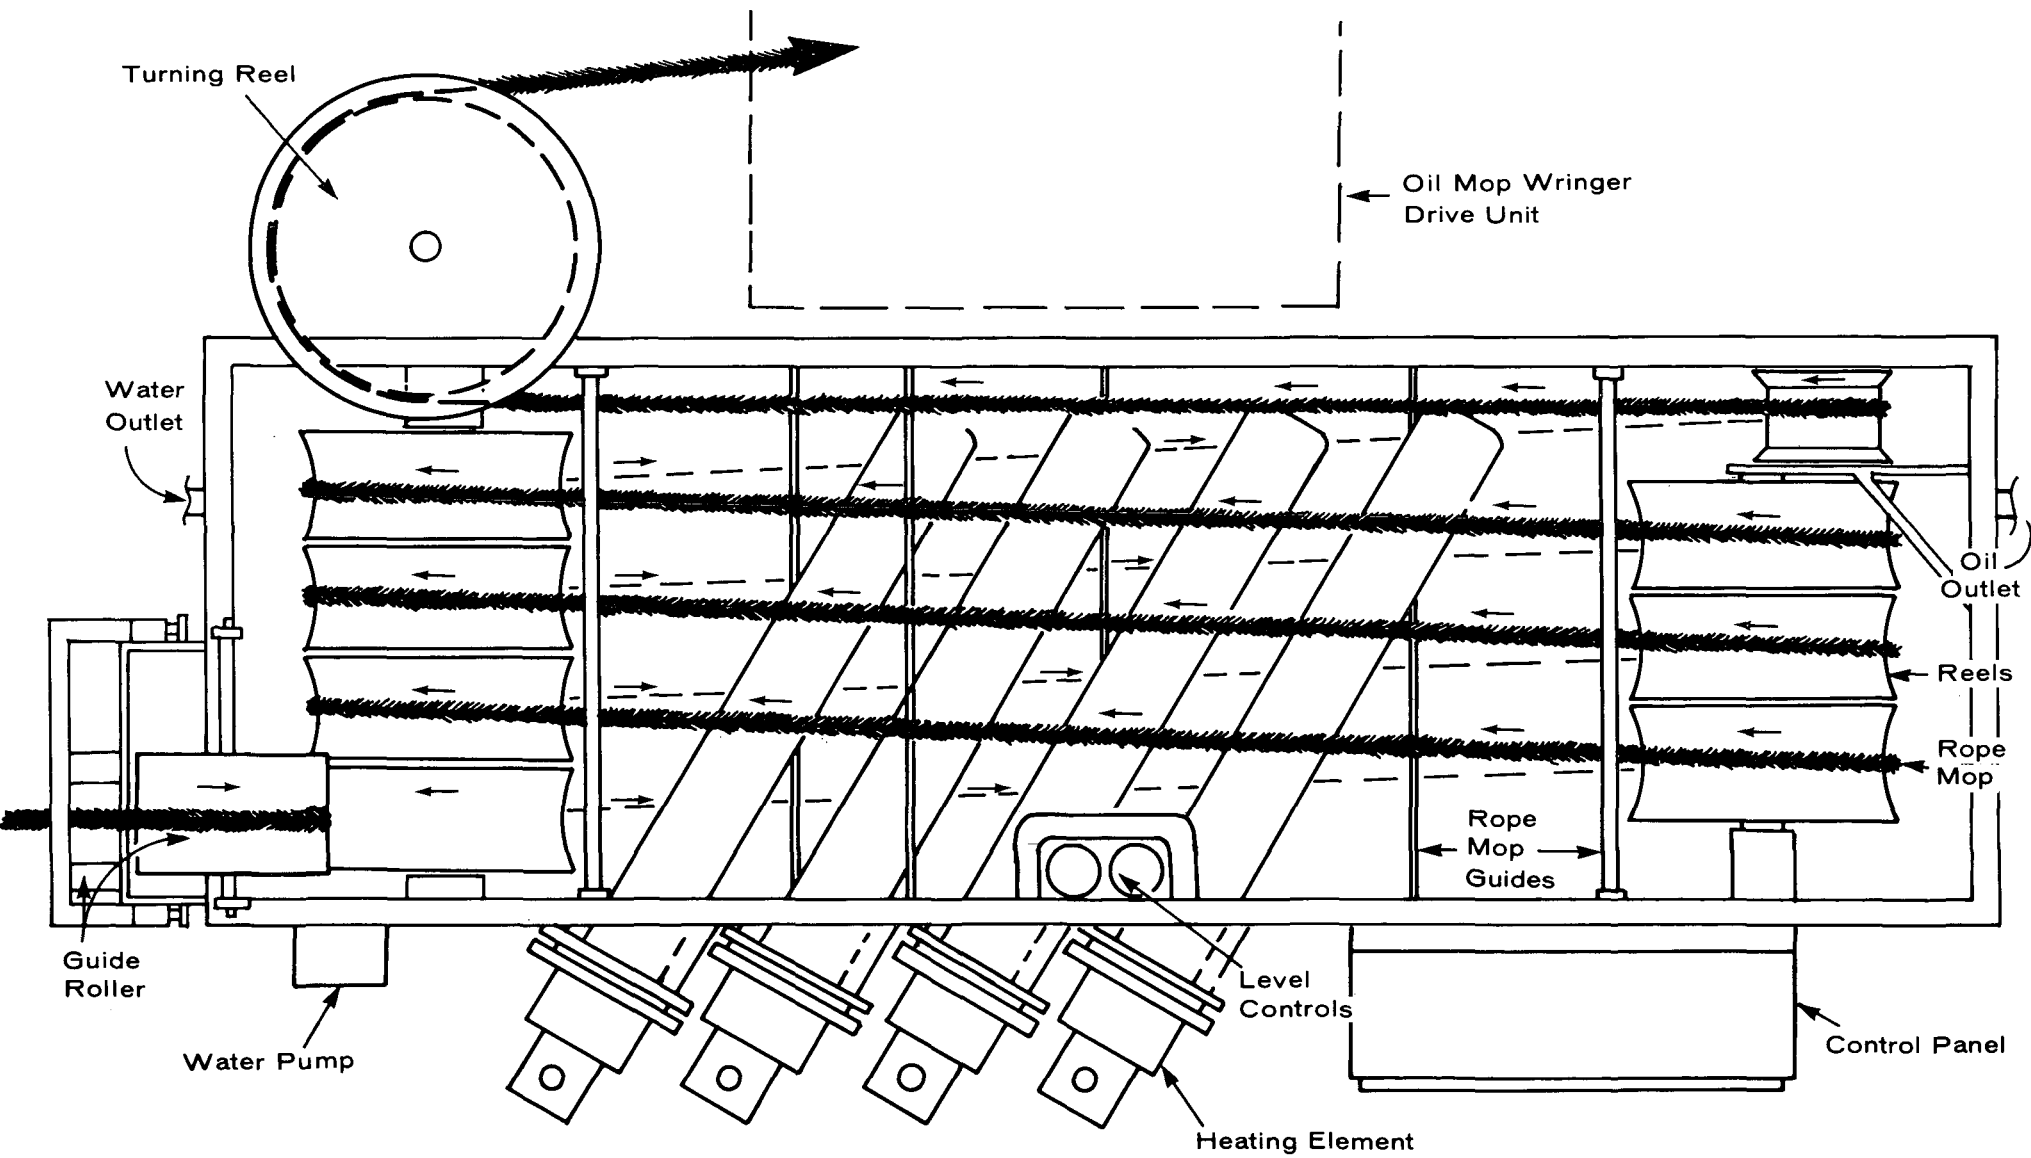 Turning Reel
Oil Mop Wringer
Drive Unit
Water
Outlet
Oil
Outlet
Reels
Rope
Mop
Rope
Mop
Guides
Guide
Roller
Level
Controls
Water Pump
Control Panel
Heating Element